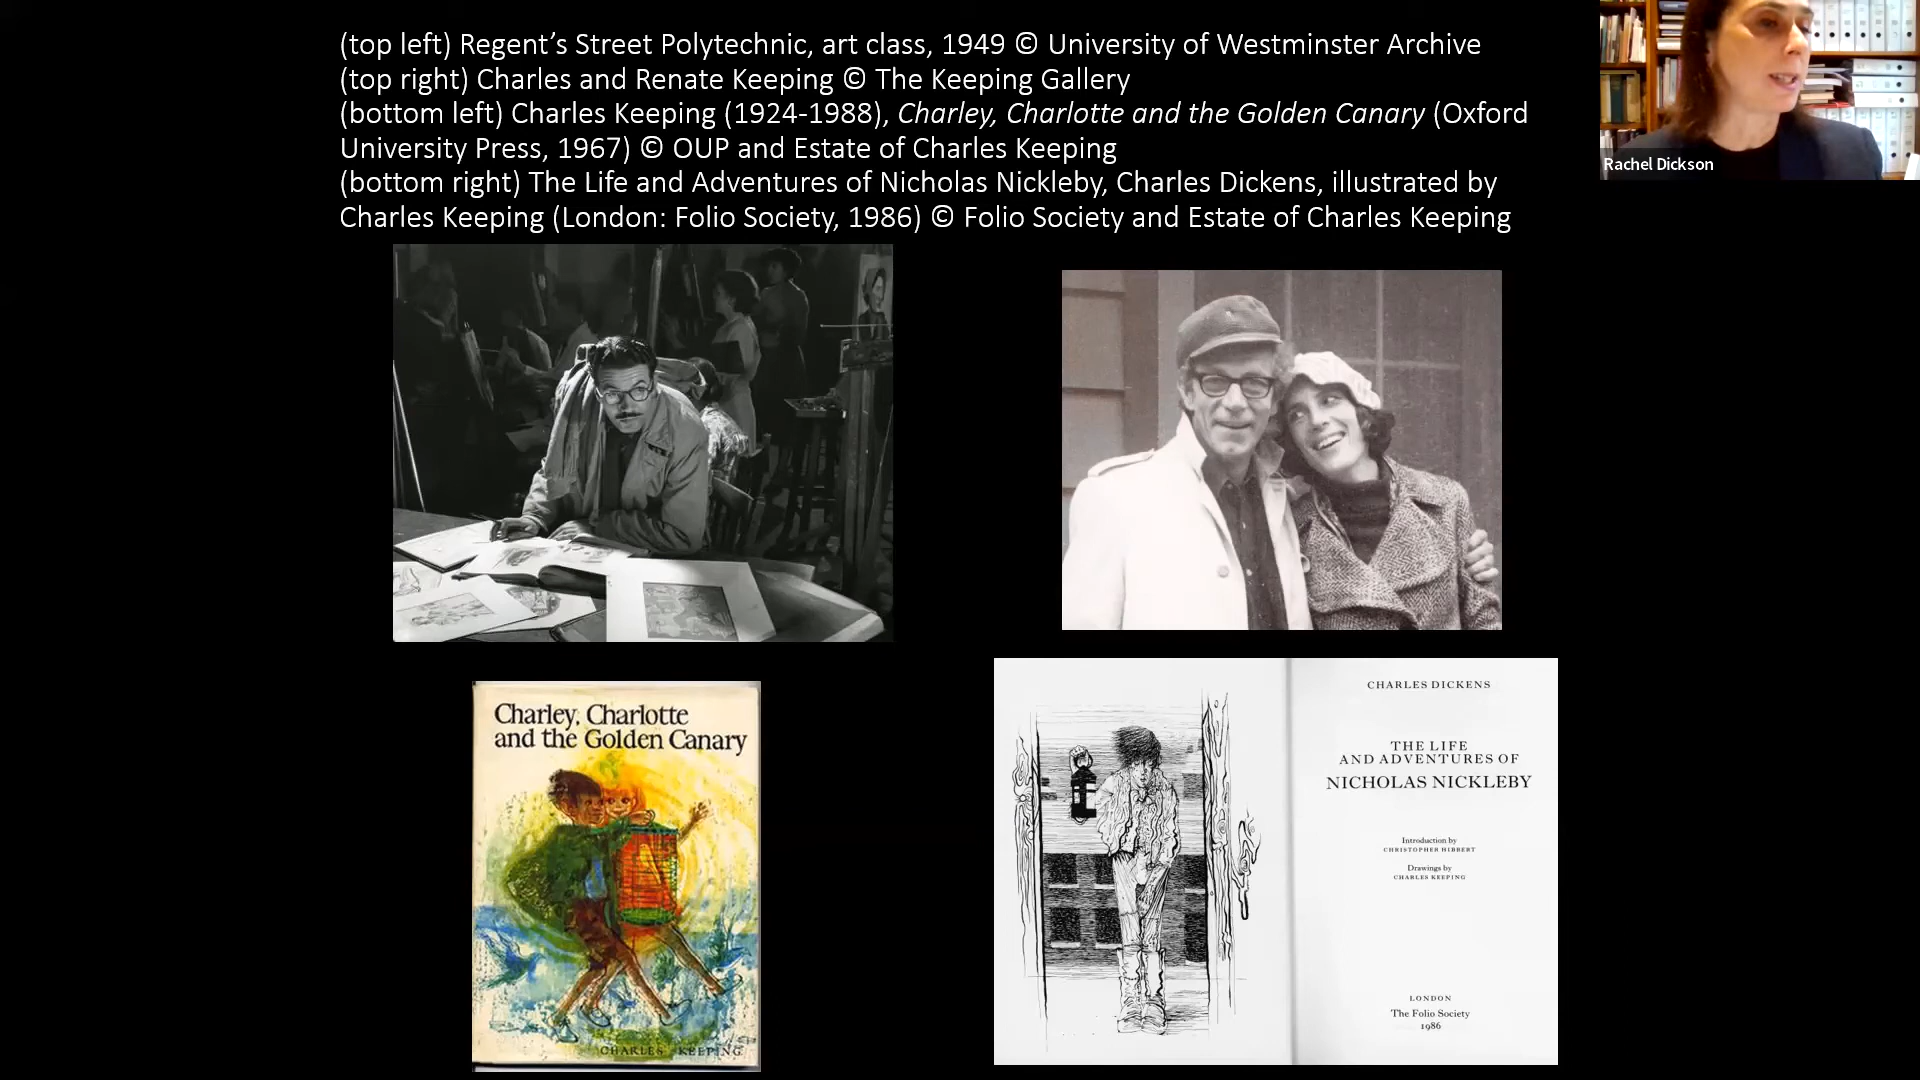 (top left) Regent’s Street Polytechnic, art class, 1949 © University of Westminster Archive
(top right) Charles and Renate Keeping © The Keeping Gallery
(bottom left) Charles Keeping (1924-1988), Charley, Charlotte and the Golden Canary (Oxford
University Press, 1967) © OUP and Estate of Charles Keeping
(bottom right) The Life and Adventures of Nicholas Nickleby, Charles Dickens, illustrated by
Charles Keeping (London: Folio Society, 1986) © Folio Society and Estate of Charles Keeping
Rachel Dickson
Charley, Charlotte
and the Golden Canary
CHARLES KEEPING
CHARLES DICKENS
THE LIFE
AND ADVENTURES OF
NICHOLAS NICKLEBY
Introduction by
CHRISTOPHER HIBBERT
Drawings by
CHARLES KEEPING
LONDON
The Folio Society
1986